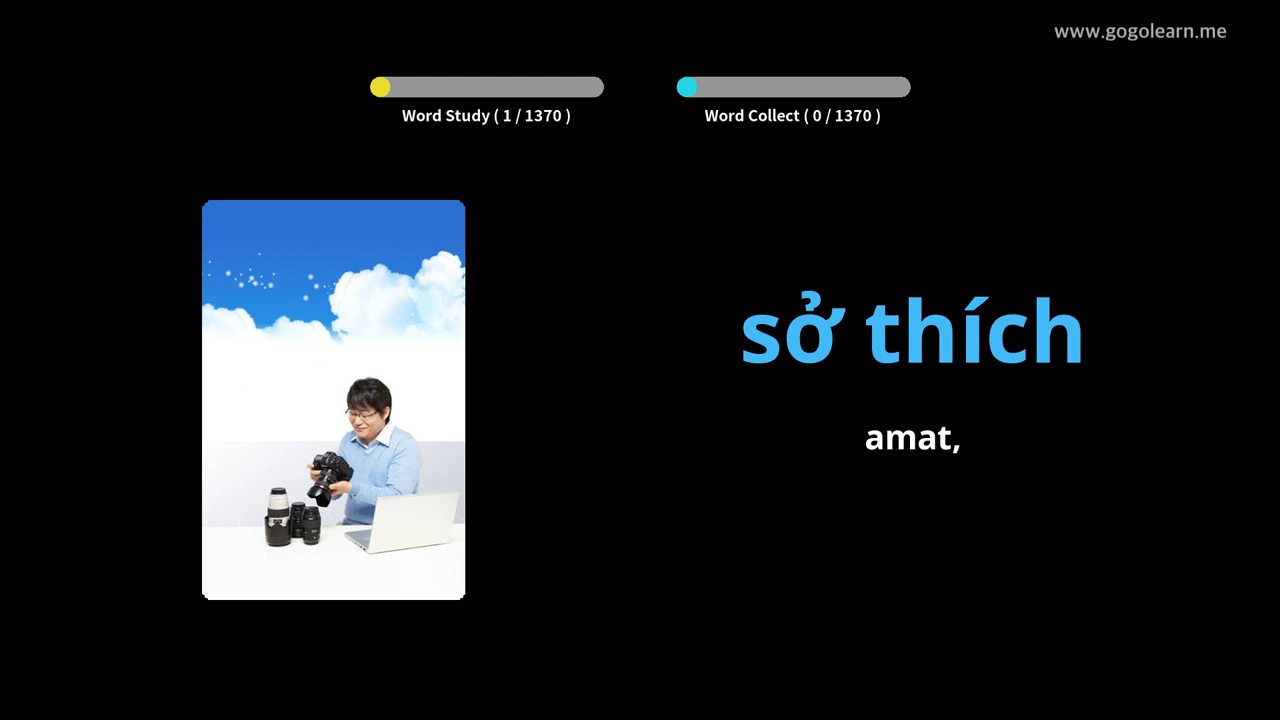 www.gogolearn.me
Word Study ( 1 / 1370 )
Word Collect ( 0 / 1370 )
sở thích
amat,